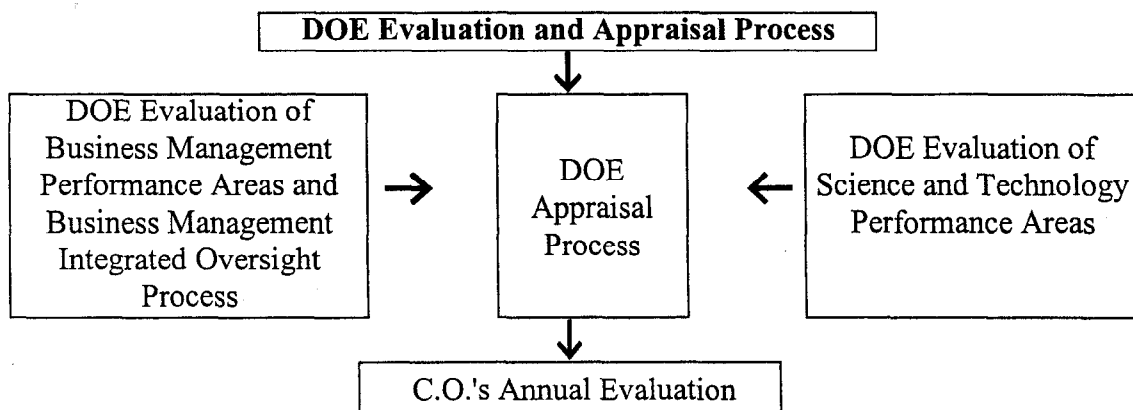 DOE Evaluation and Appraisal Process
DOE Evaluation of
Business Management
Performance Areas and
Business Management
Integrated Oversight
Process
DOE
Appraisal
Process
DOE Evaluation of
Science and Technology
Performance Areas
C.O.'s Annual Evaluation